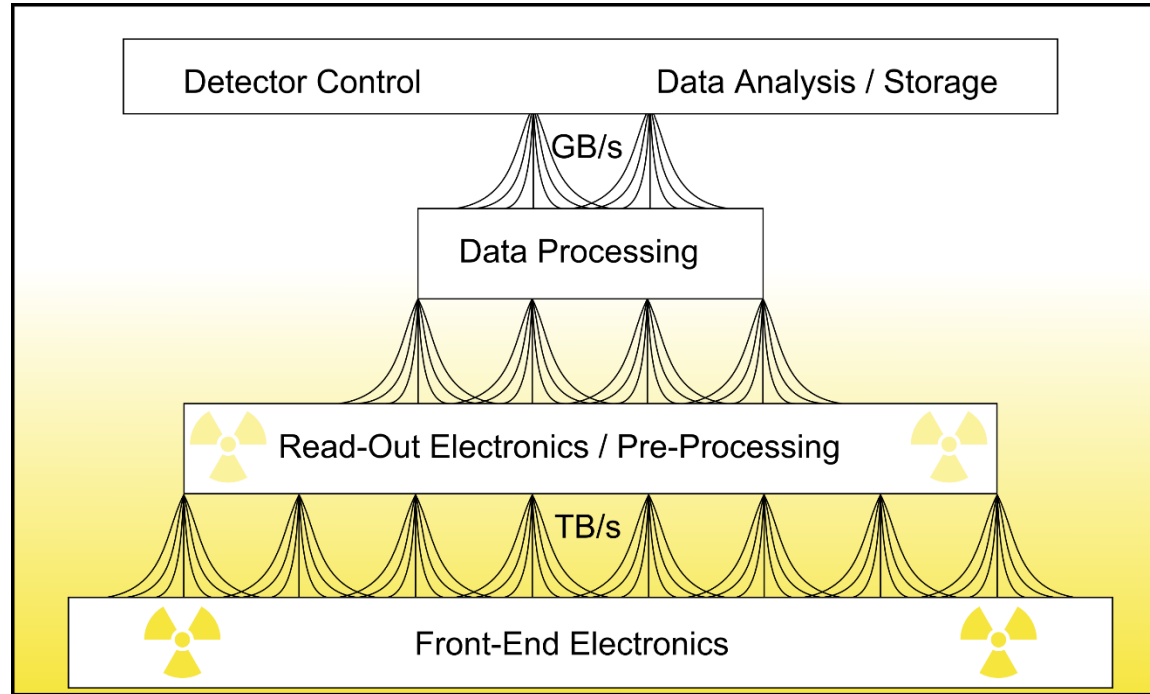 Detector Control
Data Analysis / Storage
GB/s
Data Processing
Read-Out Electronics / Pre-Processing
TB/s
Front-End Electronics